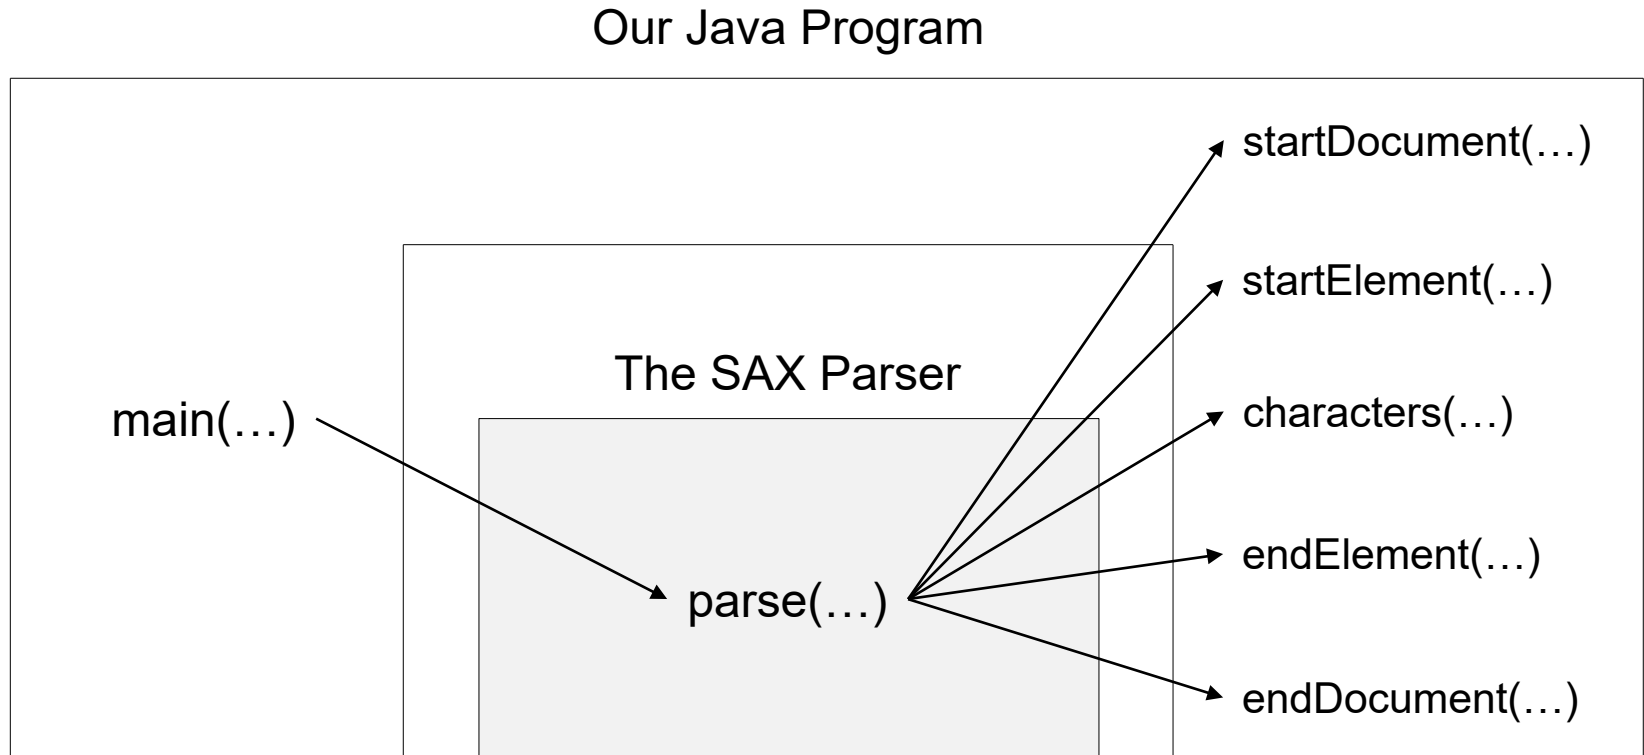 Our Java Program
startDocument(…)
startElement(…)
The SAX Parser
main(…)
characters(…)
endElement(…)
parse(…)
endDocument(…)